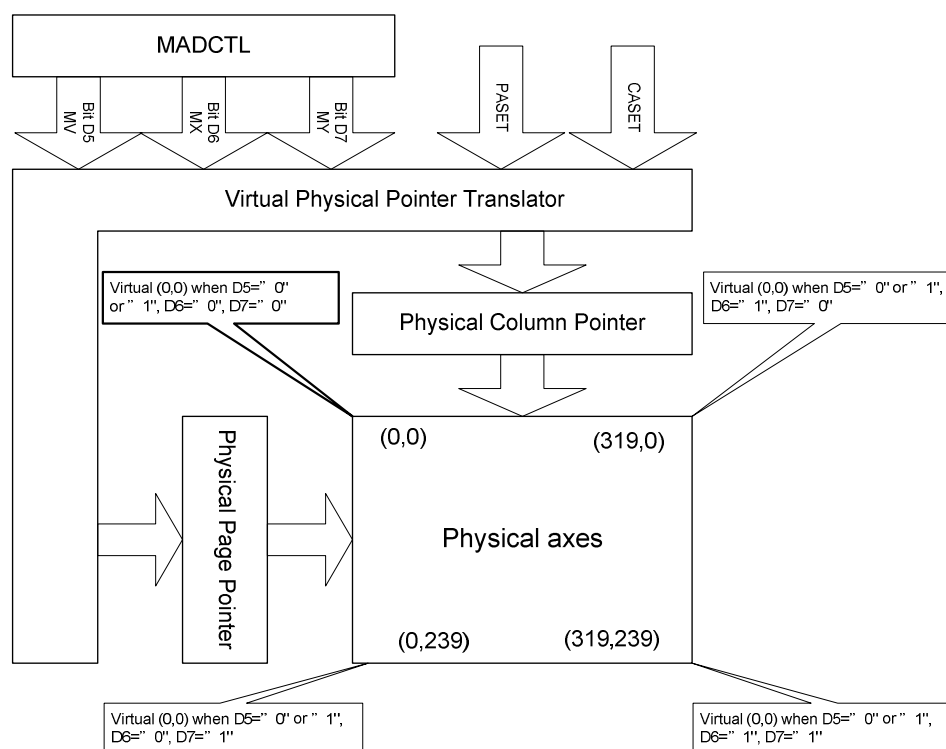 MADCTL
Bit D5
MV
Bit D6
MX
Bit D7
MY
PASET
CASET
Virtual Physical Pointer Translator
Virtual (0,0) when D5=” 0"
or ” 1", D6=” 0", D7=” 0"
Physical Column Pointer
Virtual (0,0) when D5=” 0" or ” 1",
D6=” 1", D7=” 0"
(0,0)
(319,0)
Physical Page Pointer
Physical axes
(0,239)
(319,239)
Virtual (0,0) when D5=” 0" or ” 1",
D6=” 0", D7=” 1"
Virtual (0,0) when D5=” 0" or ” 1",
D6=” 1", D7=” 1"